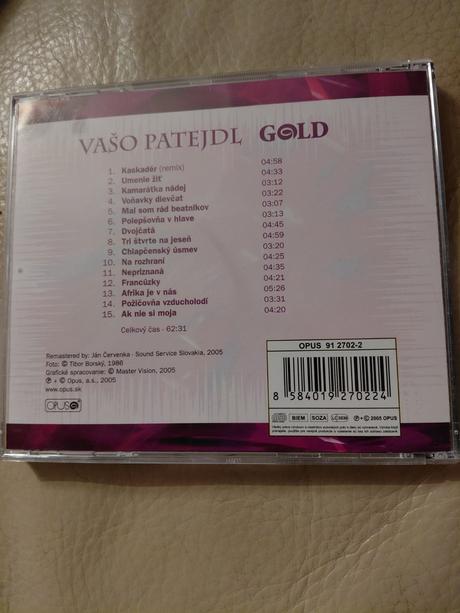 VAŠO PATEJDL GOLD
1. Kaskadér (remix) 04:58
2. Umenie žiť 04:33
3. Kamarátka nádej 03:12
4. Voňavky dievčat 03:22
5. Mal som rád beatnikov 03:07
6. Polepšovňa v hlave 03:13
7. Dvojčatá 04:45
8. Tri štvrte na jeseň 04:59
9. Chlapčenský úsmev 03:20
10. Na rozhraní 04:25
11. Nepriznaná 04:35
12. Francúzky 04:21
13. Afrika je v nás 05:26
14. Požičovňa vzducholodí 03:31
15. Ak nie si moja 04:20
Celkový čas - 62:31
Remastered by: Ján Červenka - Sound Service Slovakia, 2005
Foto: © Tibor Borský, 1986
Grafické spracovanie: © Master Vision, 2005
℗ + © Opus, a.s., 2005
www.opus.sk
OPUS
OPUS 91 2702-2
8 584019 270224
BIEM SOZA ℗+© 2005 OPUS